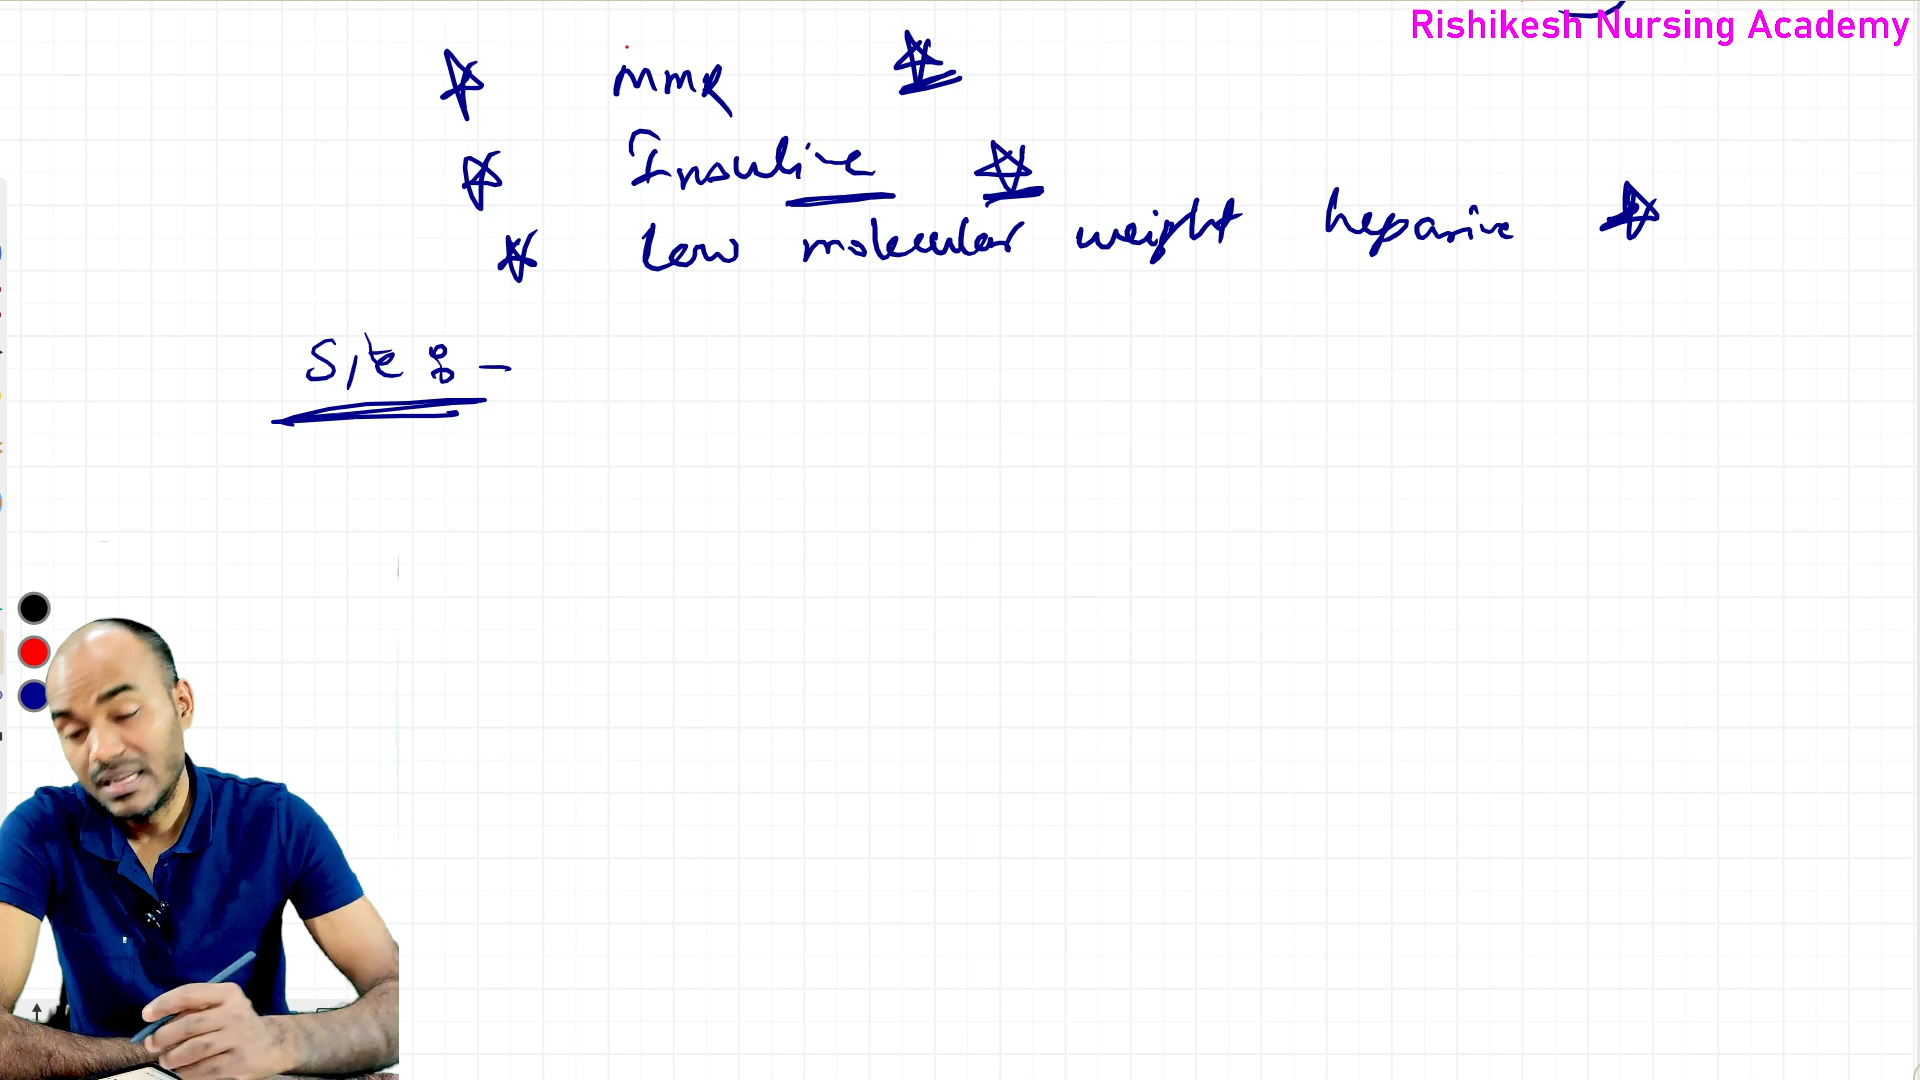 Rishikesh Nursing Academy
MMR
Insuline
Low molecular weight heparine
Site :-